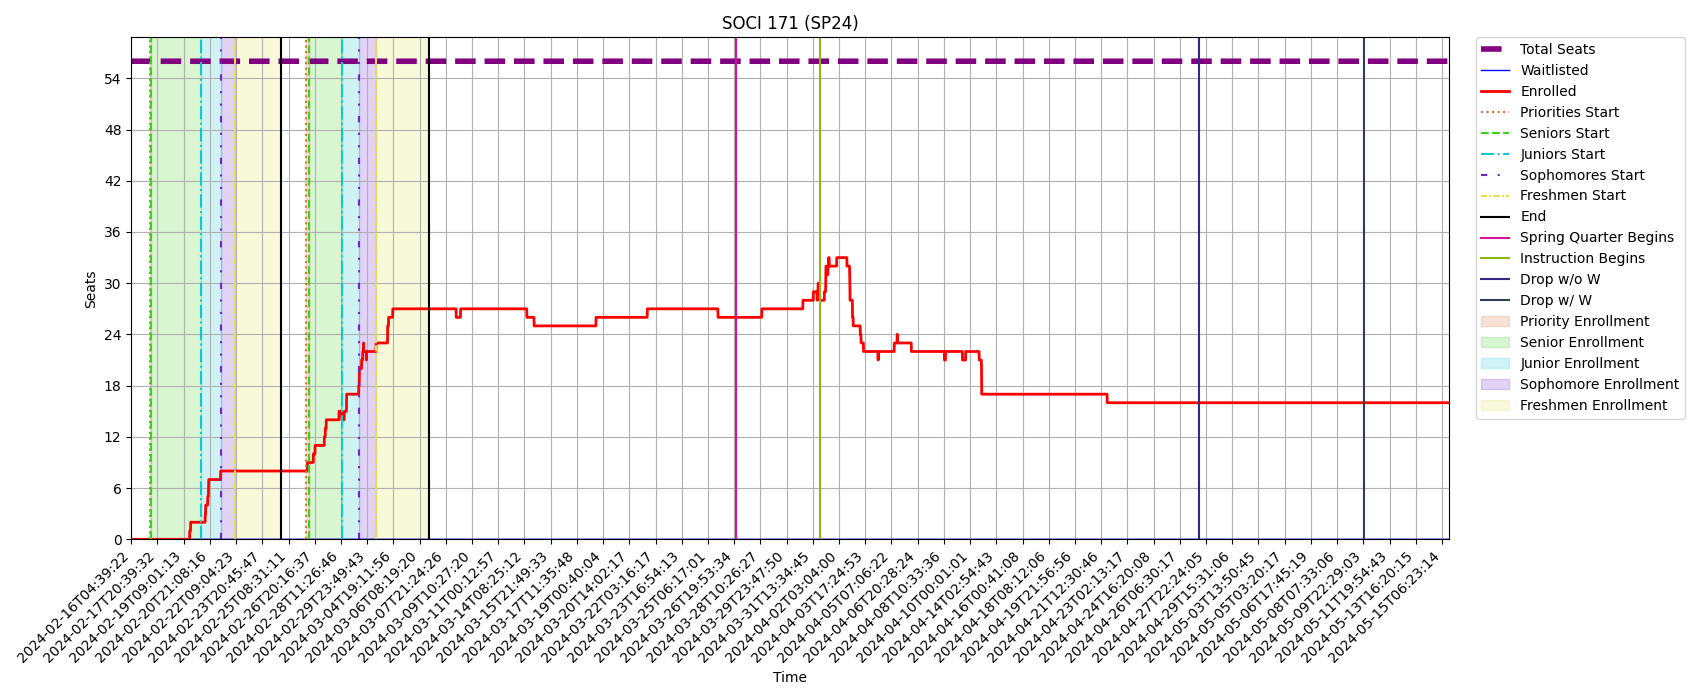 SOCI 171 (SP24)
Seats
54
48
42
36
30
24
18
12
6
0
2024-02-16T04:39:22
2024-02-17T20:39:32
2024-02-19T09:01:13
2024-02-20T21:08:16
2024-02-22T09:04:23
2024-02-23T20:45:47
2024-02-25T08:31:11
2024-02-26T20:16:37
2024-02-28T11:26:46
2024-02-29T23:49:43
2024-03-04T19:11:56
2024-03-06T08:19:20
2024-03-07T21:24:26
2024-03-09T10:27:20
2024-03-11T00:12:57
2024-03-14T08:25:12
2024-03-15T21:49:33
2024-03-17T11:35:48
2024-03-19T00:40:04
2024-03-20T14:02:17
2024-03-22T03:16:17
2024-03-23T16:54:13
2024-03-25T06:17:01
2024-03-26T19:53:34
2024-03-28T10:26:27
2024-03-29T23:47:50
2024-03-31T13:34:45
2024-04-02T03:04:00
2024-04-03T17:24:53
2024-04-05T07:06:22
2024-04-06T20:28:24
2024-04-08T10:33:36
2024-04-10T00:01:01
2024-04-14T02:54:43
2024-04-16T00:41:08
2024-04-18T08:12:06
2024-04-19T21:56:56
2024-04-21T12:30:46
2024-04-23T02:13:17
2024-04-24T16:20:08
2024-04-26T06:30:17
2024-04-27T22:24:05
2024-04-29T15:31:06
2024-05-03T13:50:45
2024-05-05T03:20:17
2024-05-06T17:45:19
2024-05-08T07:33:06
2024-05-09T22:29:03
2024-05-11T19:54:43
2024-05-13T16:20:15
2024-05-15T06:23:14
Time
Total Seats
Waitlisted
Enrolled
Priorities Start
Seniors Start
Juniors Start
Sophomores Start
Freshmen Start
End
Spring Quarter Begins
Instruction Begins
Drop w/o W
Drop w/ W
Priority Enrollment
Senior Enrollment
Junior Enrollment
Sophomore Enrollment
Freshmen Enrollment